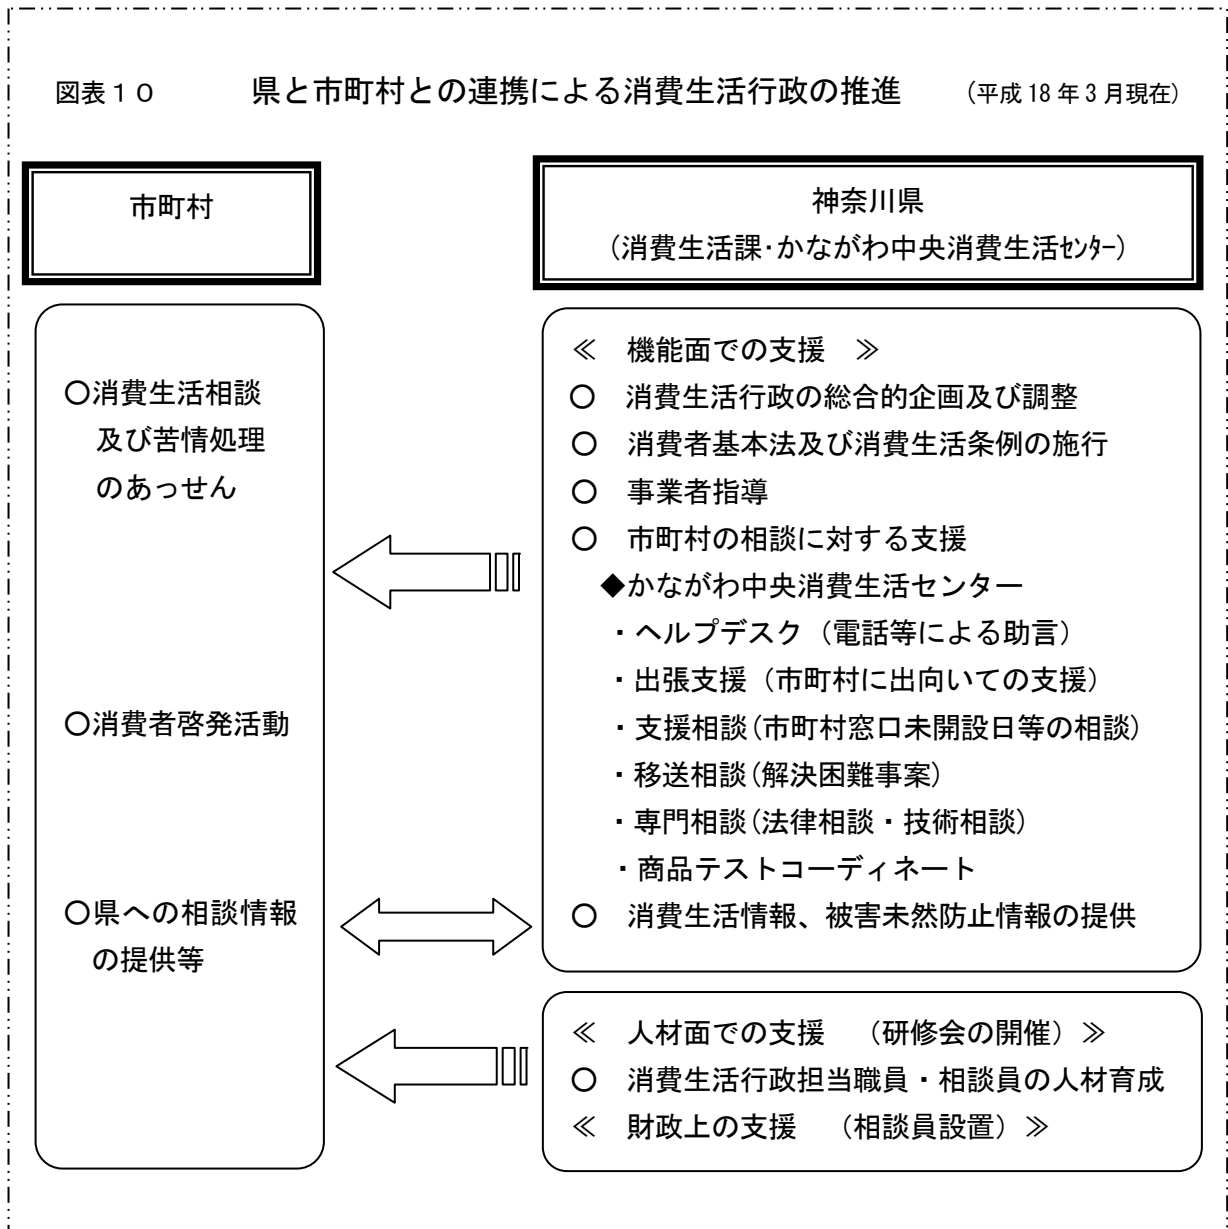 図表１０ 県と市町村との連携による消費生活行政の推進 （平成 18 年 3 月現在）
市町村
神奈川県
（消費生活課･かながわ中央消費生活ｾﾝﾀｰ）
○消費生活相談
及び苦情処理
のあっせん
○消費者啓発活動
○県への相談情報
の提供等
≪ 機能面での支援 ≫
○ 消費生活行政の総合的企画及び調整
○ 消費者基本法及び消費生活条例の施行
○ 事業者指導
○ 市町村の相談に対する支援
◆かながわ中央消費生活センター
・ヘルプデスク（電話等による助言）
・出張支援（市町村に出向いての支援）
・支援相談(市町村窓口未開設日等の相談)
・移送相談(解決困難事案)
・専門相談(法律相談・技術相談)
・商品テストコーディネート
○ 消費生活情報、被害未然防止情報の提供
≪ 人材面での支援 （研修会の開催）≫
○ 消費生活行政担当職員・相談員の人材育成
≪ 財政上の支援 （相談員設置）≫